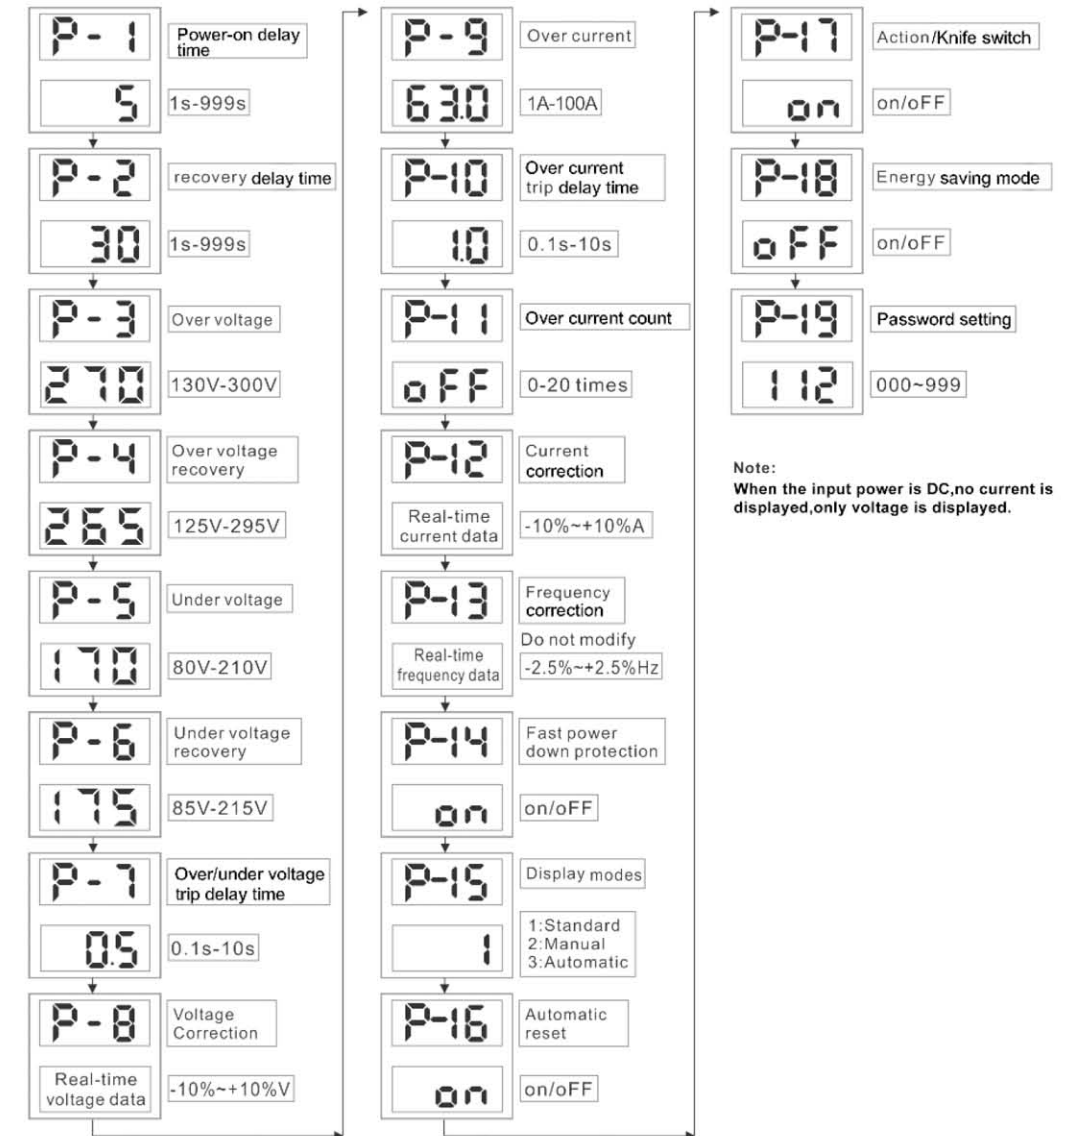 P-1
Power-on delay
time
5
1s-999s
P-2
recovery delay time
30
1s-999s
P-3
Over voltage
270
130V-300V
P-4
Over voltage
recovery
265
125V-295V
P-5
Under voltage
170
80V-210V
P-6
Under voltage
recovery
175
85V-215V
P-7
Over/under voltage
trip delay time
0.5
0.1s-10s
P-8
Voltage
Correction
Real-time
voltage data
-10%~+10%V
P-9
Over current
63.0
1A-100A
P-10
Over current
trip delay time
1.0
0.1s-10s
P-11
Over current count
oFF
0-20 times
P-12
Current
correction
Real-time
current data
-10%~+10%A
P-13
Frequency
correction
Do not modify
Real-time
frequency data
-2.5%~+2.5%Hz
P-14
Fast power
down protection
on
on/oFF
P-15
Display modes
1
1:Standard
2:Manual
3:Automatic
P-16
Automatic
reset
on
on/oFF
P-17
Action/Knife switch
on
on/oFF
P-18
Energy saving mode
oFF
on/oFF
P-19
Password setting
112
000~999
Note:
When the input power is DC,no current is
displayed,only voltage is displayed.